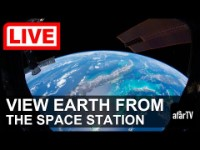 LIVE
VIEW EARTH FROM
THE SPACE STATION
afarTV